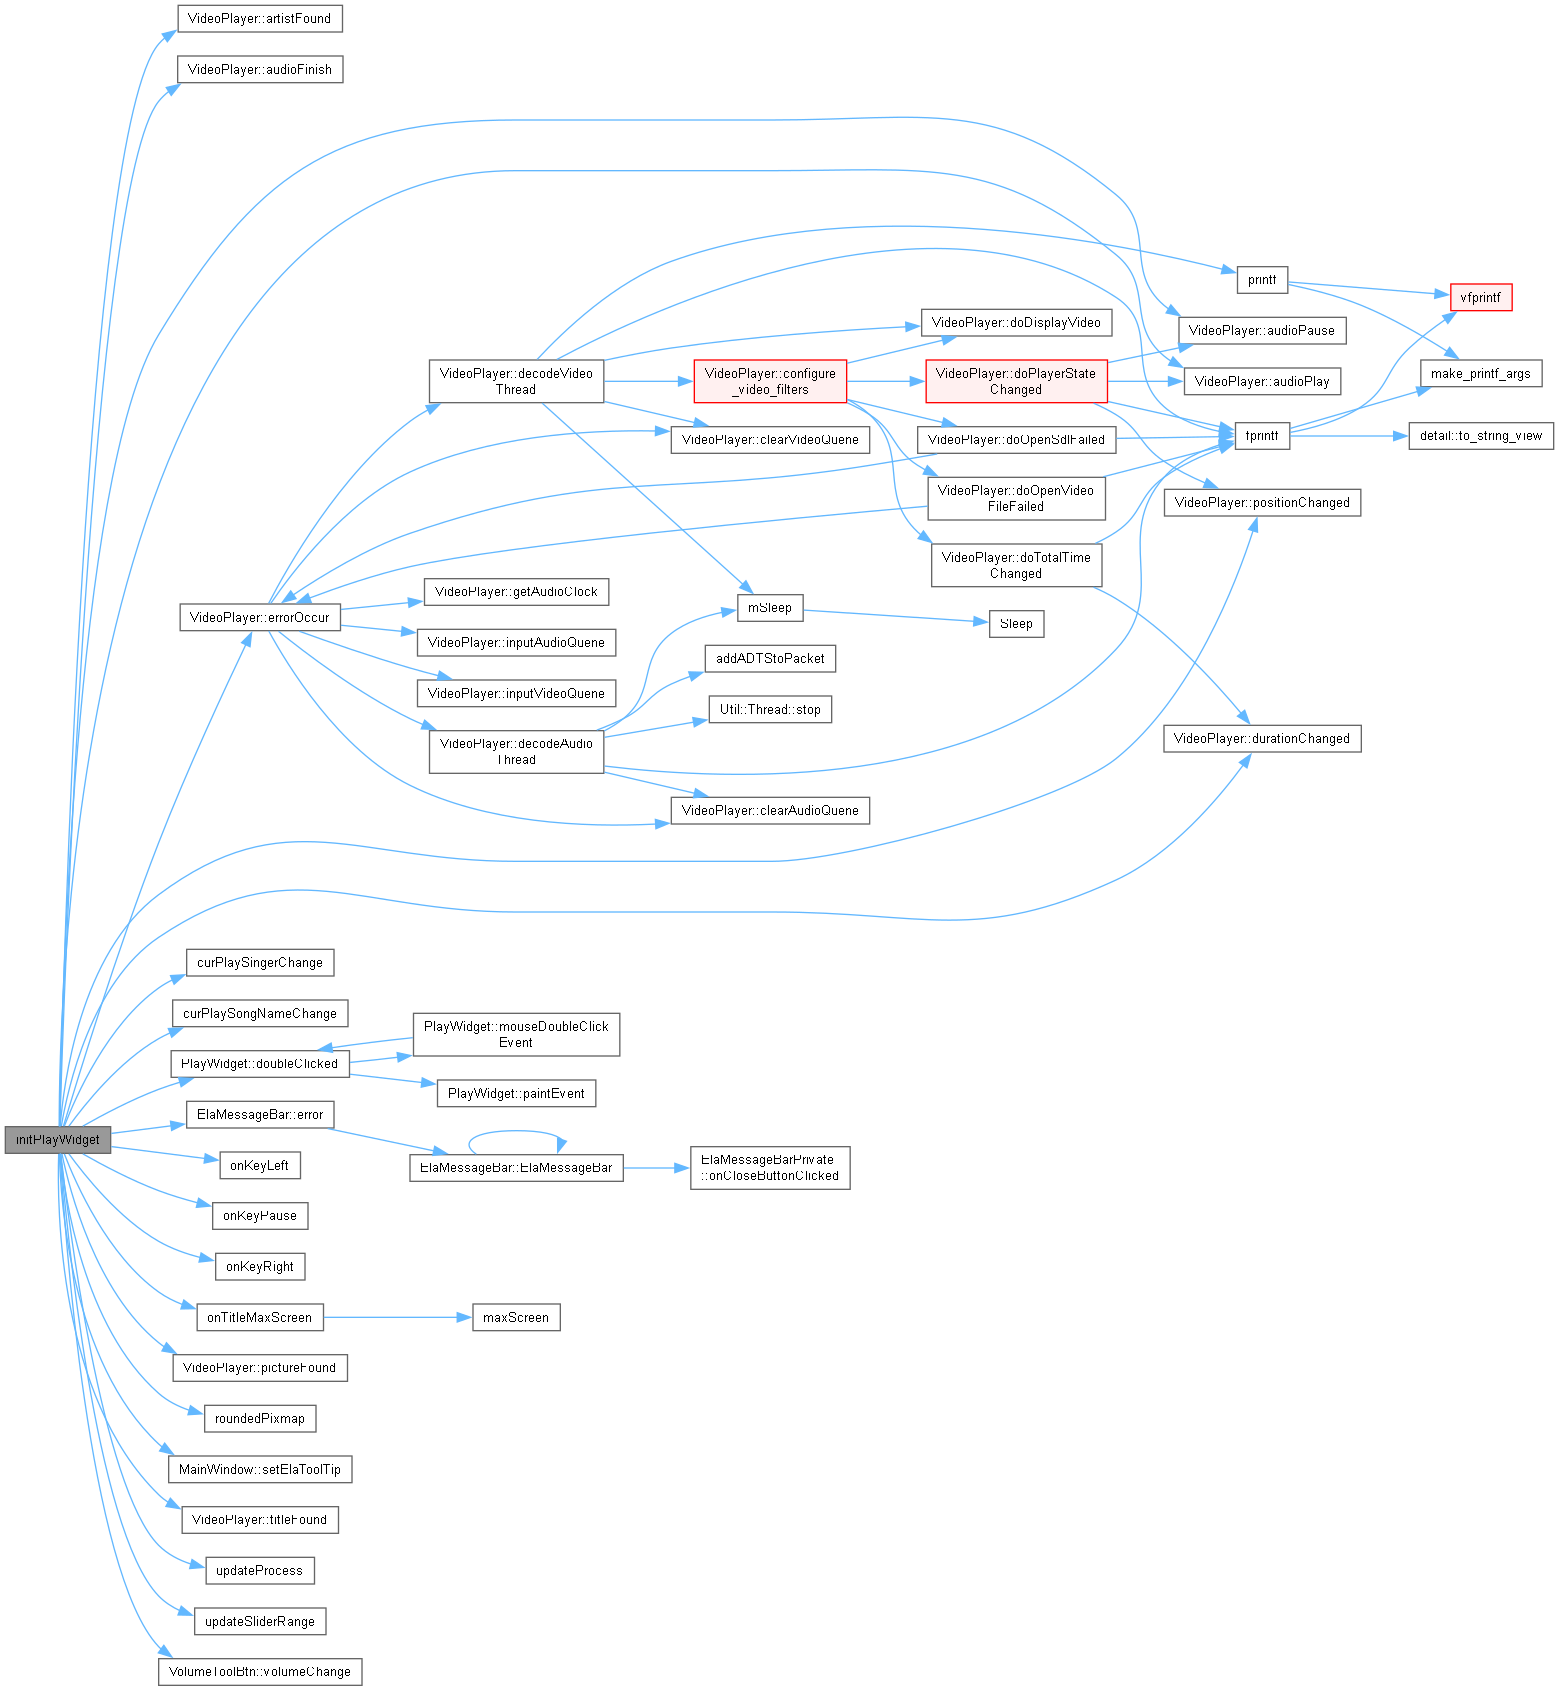 VideoPlayer::artistFound
VideoPlayer::audioFinish
printf
vfprintf
VideoPlayer::doDisplayVideo
VideoPlayer::audioPause
VideoPlayer::decodeVideo
Thread
VideoPlayer::configure
_video_filters
VideoPlayer::doPlayerState
Changed
VideoPlayer::audioPlay
make_printf_args
VideoPlayer::clearVideoQuene
VideoPlayer::doOpenSdlFailed
fprintf
detail::to_string_view
VideoPlayer::doOpenVideo
FileFailed
VideoPlayer::positionChanged
VideoPlayer::doTotalTime
Changed
VideoPlayer::getAudioClock
VideoPlayer::errorOccur
mSleep
Sleep
VideoPlayer::inputAudioQuene
addADTStoPacket
VideoPlayer::inputVideoQuene
Util::Thread::stop
VideoPlayer::decodeAudio
Thread
VideoPlayer::durationChanged
VideoPlayer::clearAudioQuene
curPlaySingerChange
curPlaySongNameChange
PlayWidget::mouseDoubleClick
Event
PlayWidget::doubleClicked
PlayWidget::paintEvent
ElaMessageBar::error
initPlayWidget
onKeyLeft
ElaMessageBar::ElaMessageBar
ElaMessageBarPrivate
::onCloseButtonClicked
onKeyPause
onKeyRight
onTitleMaxScreen
maxScreen
VideoPlayer::pictureFound
roundedPixmap
MainWindow::setElaToolTip
VideoPlayer::titleFound
updateProcess
updateSliderRange
VolumeToolBtn::volumeChange